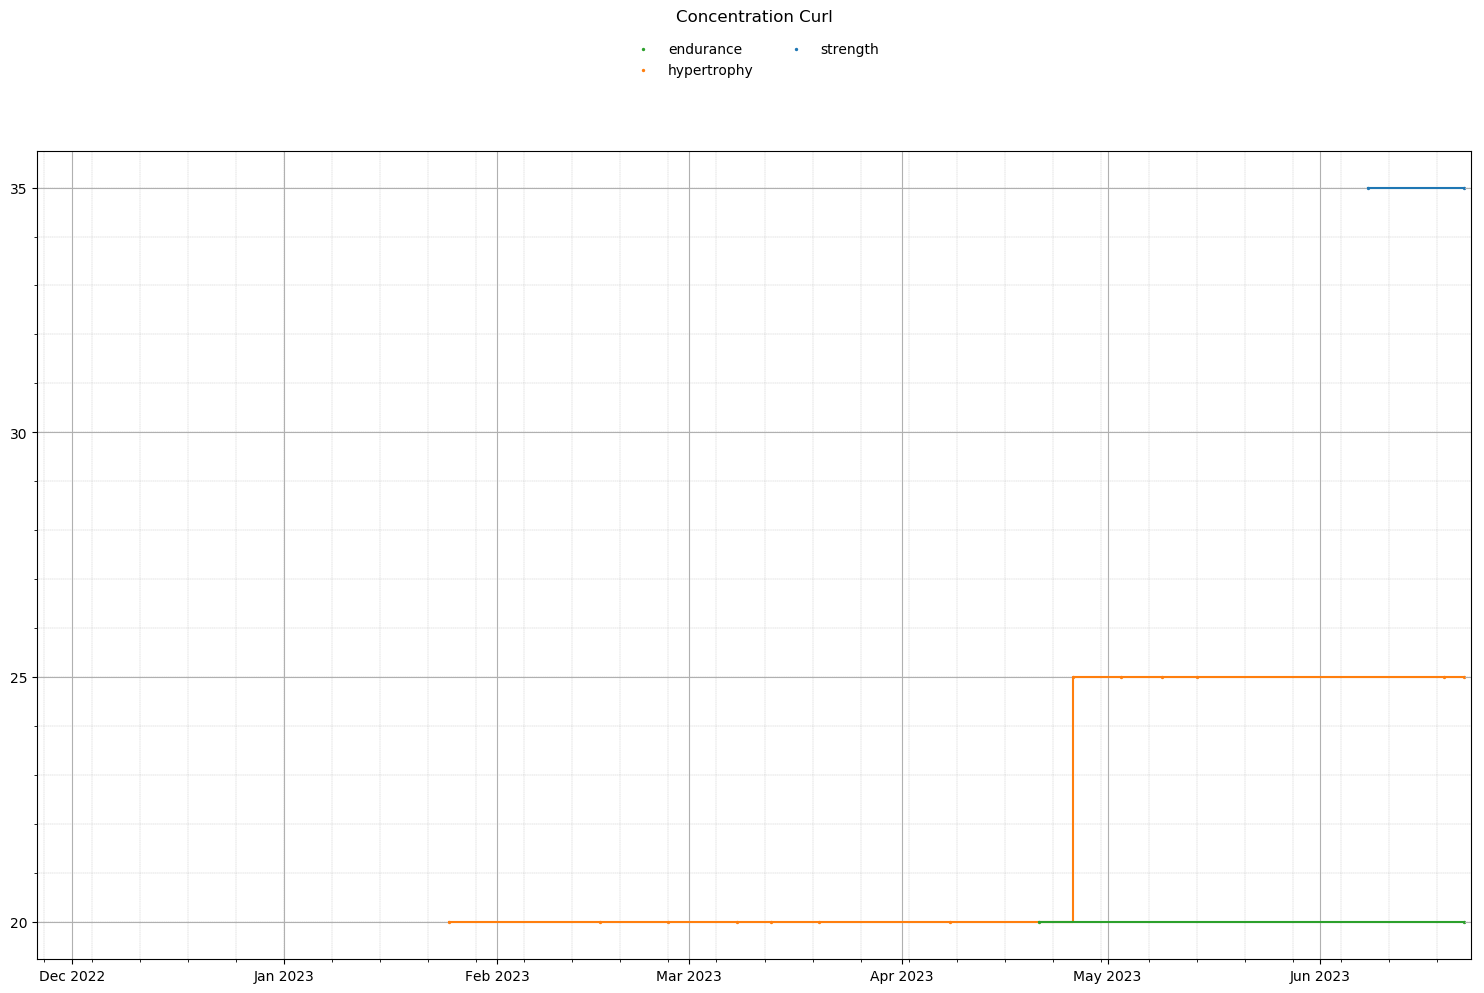 Concentration Curl
endurance
hypertrophy
strength
35
30
25
20
Dec 2022
Jan 2023
Feb 2023
Mar 2023
Apr 2023
May 2023
Jun 2023